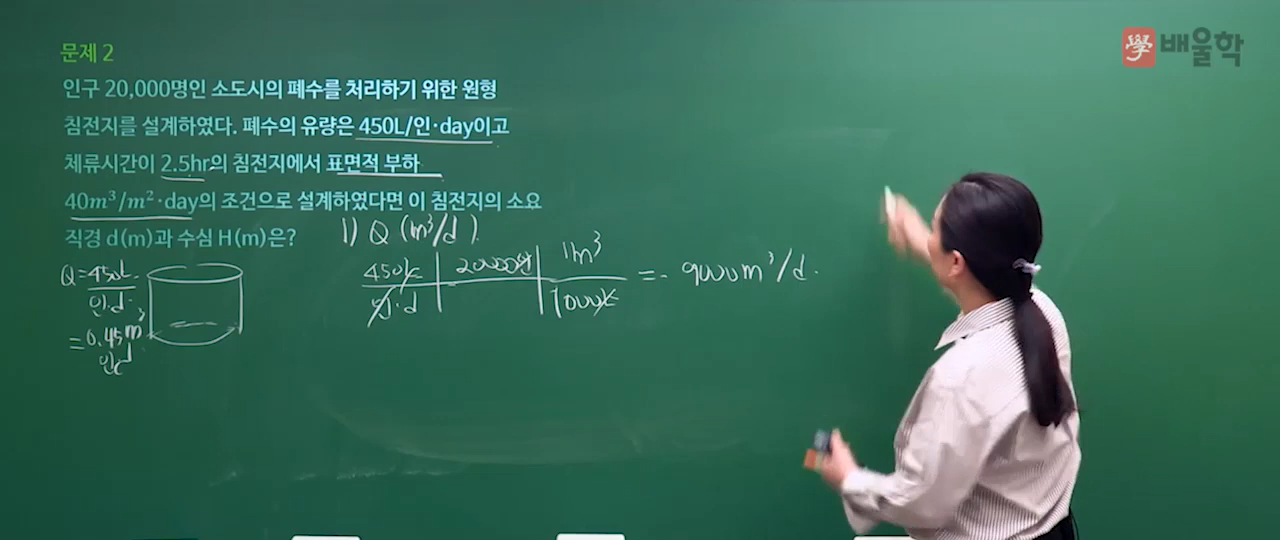 學 배울학
문제 2
인구 20,000명인 소도시의 폐수를 처리하기 위한 원형
침전지를 설계하였다. 폐수의 유량은 450L/인·day이고
체류시간이 2.5hr의 침전지에서 표면적 부하
40m³/m²·day의 조건으로 설계하였다면 이 침전지의 소요
직경 d(m)과 수심 H(m)은?
1) Q (m³/d).
Q = 450L
인·d
= 0.45m³
인d
450L 20000인 1m³
인·d 1000L
= 9000m³/d.